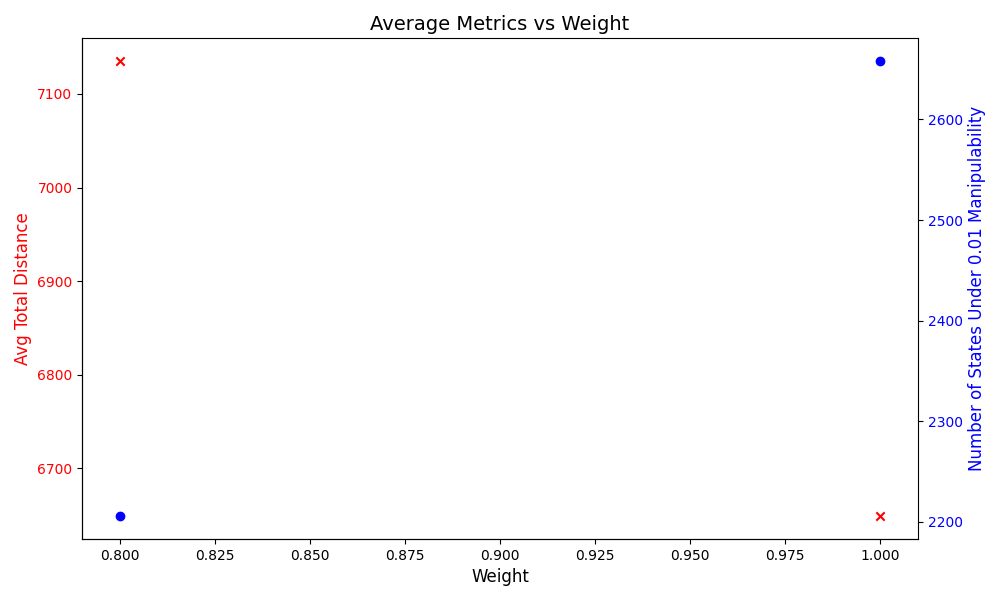 Average Metrics vs Weight
Avg Total Distance
7100
7000
6900
6800
6700
Number of States Under 0.01 Manipulability
2600
2500
2400
2300
2200
0.800 0.825 0.850 0.875 0.900 0.925 0.950 0.975 1.000
Weight